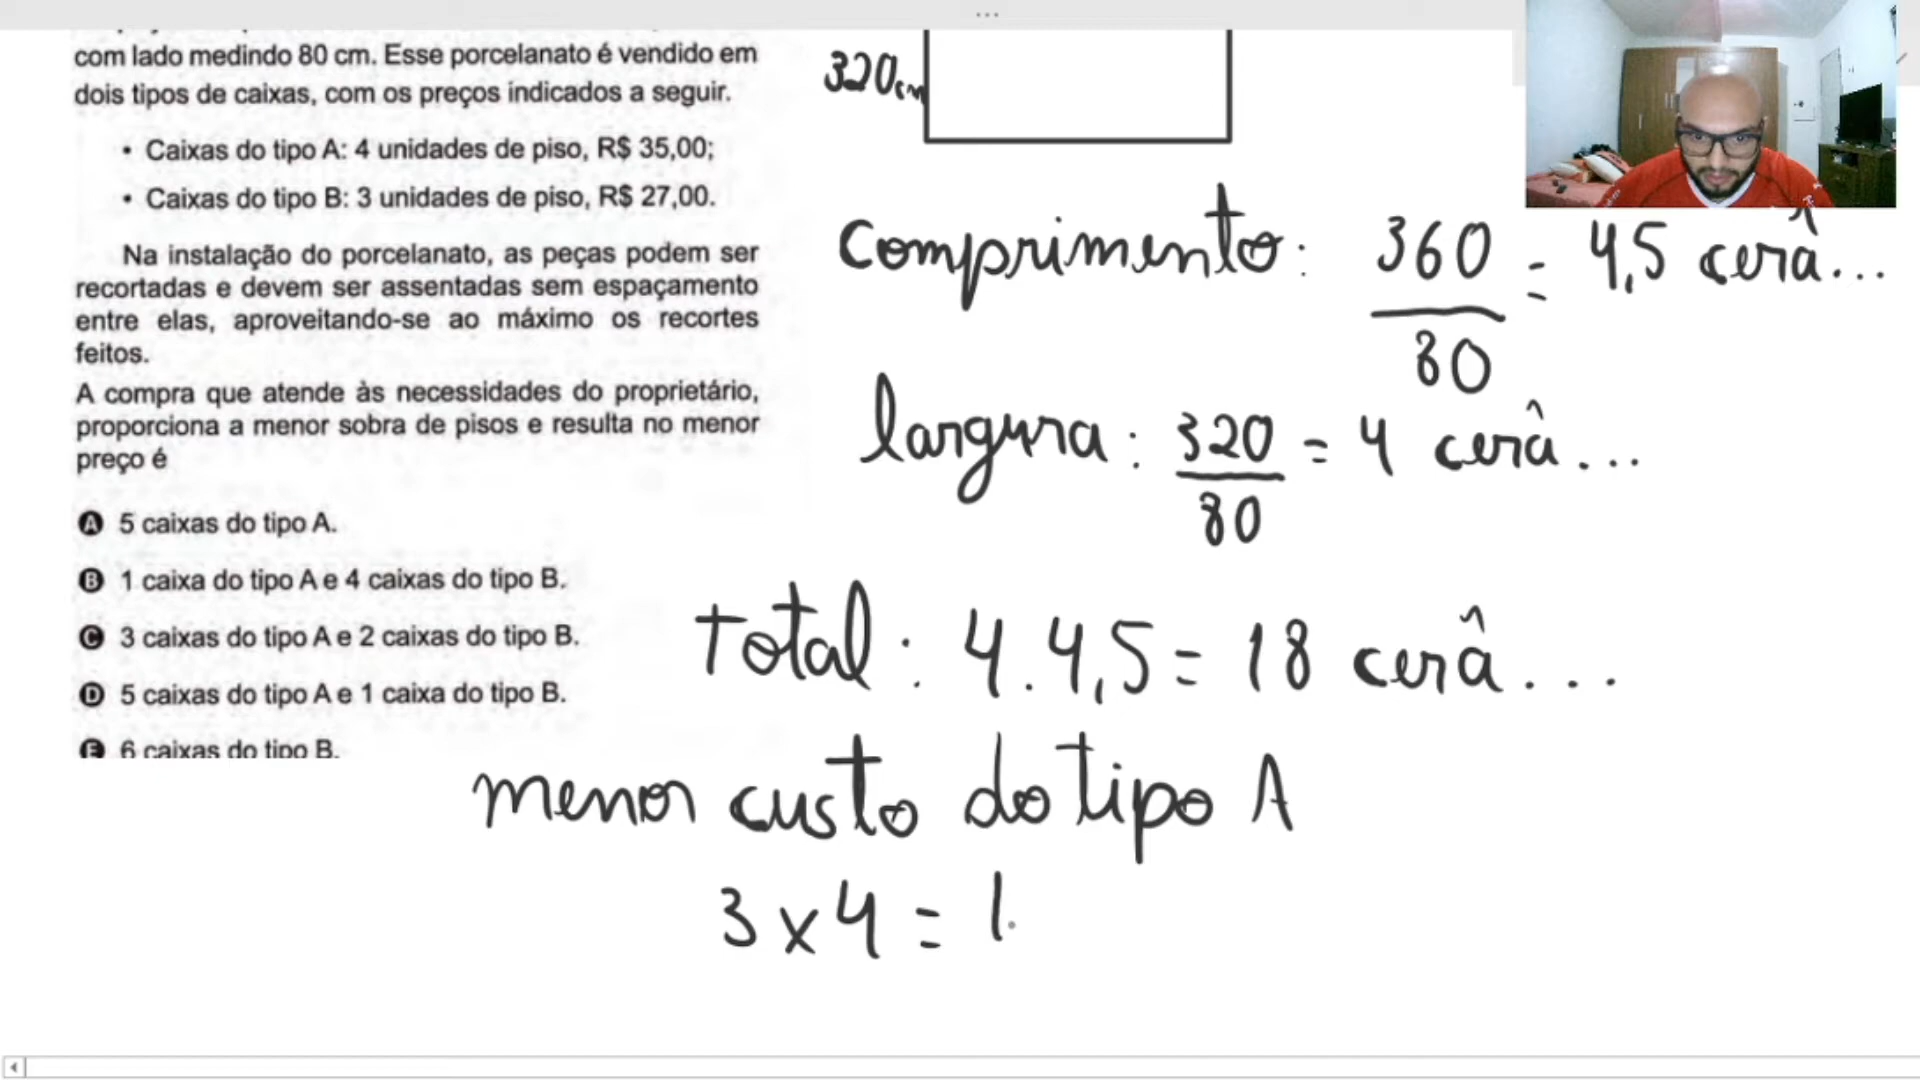 com lado medindo 80 cm. Esse porcelanato é vendido em
dois tipos de caixas, com os preços indicados a seguir.
• Caixas do tipo A: 4 unidades de piso, R$ 35,00;
• Caixas do tipo B: 3 unidades de piso, R$ 27,00.
Na instalação do porcelanato, as peças podem ser
recortadas e devem ser assentadas sem espaçamento
entre elas, aproveitando-se ao máximo os recortes
feitos.
A compra que atende às necessidades do proprietário,
proporciona a menor sobra de pisos e resulta no menor
preço é
A 5 caixas do tipo A.
B 1 caixa do tipo A e 4 caixas do tipo B.
C 3 caixas do tipo A e 2 caixas do tipo B.
D 5 caixas do tipo A e 1 caixa do tipo B.
E 6 caixas do tipo B.
320cm
comprimento: 360/80 = 4,5 cerâ...
largura: 320/80 = 4 cerâ...
total: 4.4,5 = 18 cerâ...
menor custo do tipo A
3 x 4 = 1